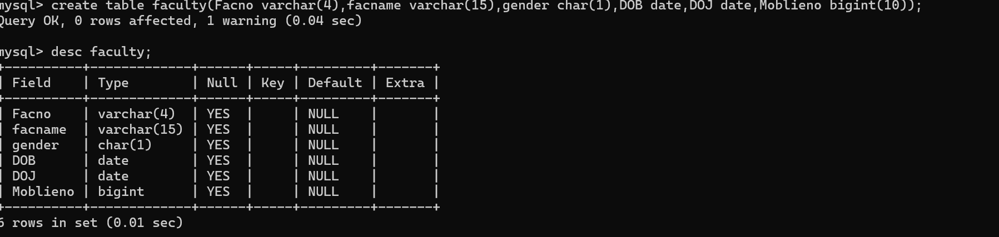 mysql> create table faculty(Facno varchar(4),facname varchar(15),gender char(1),DOB date,DOJ date,Moblieno bigint(10));
Query OK, 0 rows affected, 1 warning (0.04 sec)

mysql> desc faculty;
+----------+-------------+------+-----+---------+-------+
| Field    | Type        | Null | Key | Default | Extra |
+----------+-------------+------+-----+---------+-------+
| Facno    | varchar(4)  | YES  |     | NULL    |       |
| facname  | varchar(15) | YES  |     | NULL    |       |
| gender   | char(1)     | YES  |     | NULL    |       |
| DOB      | date        | YES  |     | NULL    |       |
| DOJ      | date        | YES  |     | NULL    |       |
| Moblieno | bigint      | YES  |     | NULL    |       |
+----------+-------------+------+-----+---------+-------+
6 rows in set (0.01 sec)